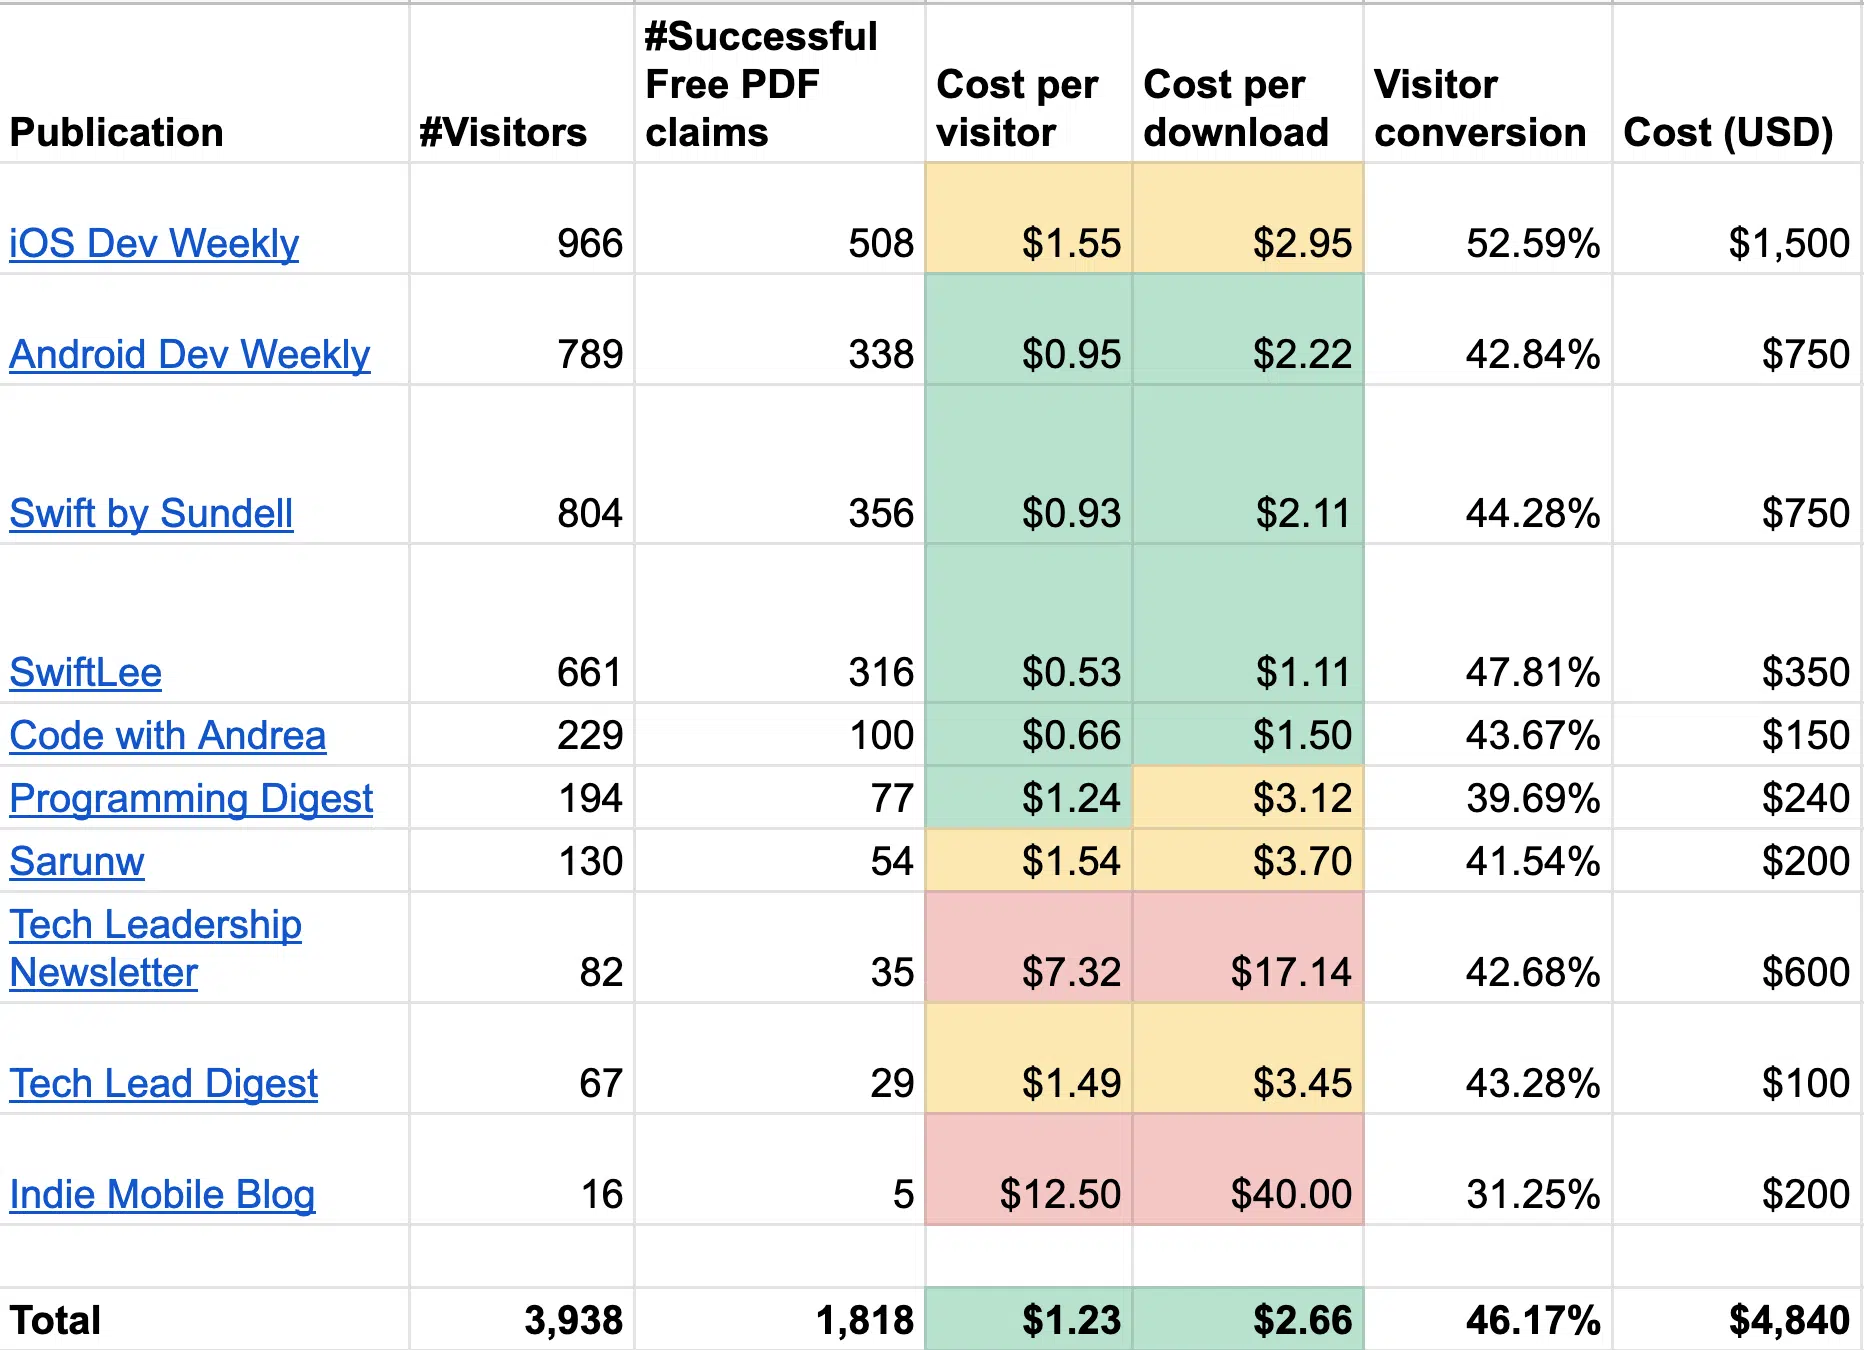 Publication #Visitors #Successful Free PDF claims Cost per visitor Cost per download Visitor conversion Cost (USD)
iOS Dev Weekly 966 508 $1.55 $2.95 52.59% $1,500
Android Dev Weekly 789 338 $0.95 $2.22 42.84% $750
Swift by Sundell 804 356 $0.93 $2.11 44.28% $750
SwiftLee 661 316 $0.53 $1.11 47.81% $350
Code with Andrea 229 100 $0.66 $1.50 43.67% $150
Programming Digest 194 77 $1.24 $3.12 39.69% $240
Sarunw 130 54 $1.54 $3.70 41.54% $200
Tech Leadership
Newsletter 82 35 $7.32 $17.14 42.68% $600
Tech Lead Digest 67 29 $1.49 $3.45 43.28% $100
Indie Mobile Blog 16 5 $12.50 $40.00 31.25% $200
Total 3,938 1,818 $1.23 $2.66 46.17% $4,840